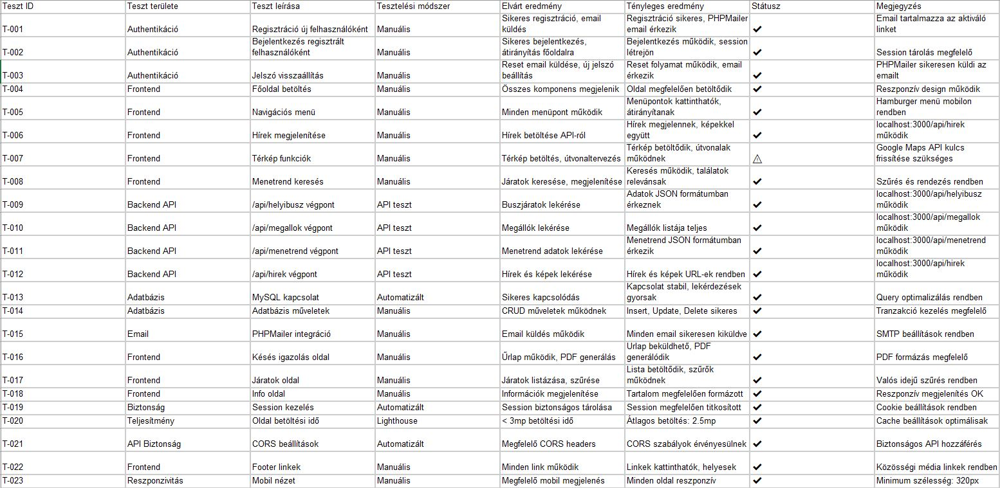 Teszt ID Teszt területe Teszt leírása Tesztelési módszer Elvárt eredmény Tényleges eredmény Státusz Megjegyzés
T-001 Authentikáció Regisztráció új felhasználóként Manuális Sikeres regisztráció, email küldés Regisztráció sikeres, PHPMailer email érkezik ✔ Email tartalmazza az aktiváló linket
T-002 Authentikáció Bejelentkezés regisztrált felhasználóként Manuális Sikeres bejelentkezés, átirányítás főoldalra Bejelentkezés működik, session létrejön ✔ Session tárolás megfelelő
T-003 Authentikáció Jelszó visszaállítás Manuális Reset email küldése, új jelszó beállítás Reset folyamat működik, email érkezik ✔ PHPMailer sikeresen küldi az emailt
T-004 Frontend Főoldal betöltés Manuális Összes komponens megjelenik Oldal megfelelően betöltődik ✔ Reszponzív design működik
T-005 Frontend Navigációs menü Manuális Minden menüpont működik Menüpontok kattinthatók, átirányítanak ✔ Hamburger menü mobilon rendben
T-006 Frontend Hírek megjelenítése Manuális Hírek betöltése API-ról Hírek megjelennek, képekkel együtt ✔ localhost:3000/api/hirek működik
T-007 Frontend Térkép funkciók Manuális Térkép betöltés, útvonaltervezés Térkép betöltődik, útvonalak működnek ⚠ Google Maps API kulcs frissítése szükséges
T-008 Frontend Menetrend keresés Manuális Járatok keresése, megjelenítése Keresés működik, találatok relevánsak ✔ Szűrés és rendezés rendben
T-009 Backend API /api/helyibusz végpont API teszt Buszjáratok lekérése Adatok JSON formátumban érkeznek ✔ localhost:3000/api/helyibusz működik
T-010 Backend API /api/megallok végpont API teszt Megállók lekérése Megállók listája teljes ✔ localhost:3000/api/megallok működik
T-011 Backend API /api/menetrend végpont API teszt Menetrend adatok lekérése Menetrend JSON formátumban érkezik ✔ localhost:3000/api/menetrend működik
T-012 Backend API /api/hirek végpont API teszt Hírek és képek lekérése Hírek és képek URL-ek rendben ✔ localhost:3000/api/hirek működik
T-013 Adatbázis MySQL kapcsolat Automatizált Sikeres kapcsolódás Kapcsolat stabil, lekérdezések gyorsak ✔ Query optimalizálás rendben
T-014 Adatbázis Adatbázis műveletek Manuális CRUD műveletek működnek Insert, Update, Delete sikeres ✔ Tranzakció kezelés megfelelő
T-015 Email PHPMailer integráció Manuális Email küldés működik Minden email sikeresen kiküldve ✔ SMTP beállítások rendben
T-016 Frontend Késés igazolás oldal Manuális Űrlap működik, PDF generálás Urlap beküldhető, PDF generálódik ✔ PDF formázás megfelelő
T-017 Frontend Járatok oldal Manuális Járatok listázása, szűrése Lista betöltődik, szűrők működnek ✔ Valós idejű szűrés rendben
T-018 Frontend Info oldal Manuális Információk megjelenítése Tartalom megfelelően formázott ✔ Reszponzív megjelenítés OK
T-019 Biztonság Session kezelés Automatizált Session biztonságos tárolása Session megfelelően titkosított ✔ Cookie beállítások rendben
T-020 Teljesítmény Oldal betöltési idő Lighthouse < 3mp betöltési idő Átlagos betöltés: 2.5mp ✔ Cache beállítások optimálisak
T-021 API Biztonság CORS beállítások Automatizált Megfelelő CORS headers CORS szabályok érvényesülnek ✔ Biztonságos API hozzáférés
T-022 Frontend Footer linkek Manuális Minden link működik Linkek kattinthatók, helyesek ✔ Közösségi média linkek rendben
T-023 Reszponzivitás Mobil nézet Manuális Megfelelő mobil megjelenés Minden oldal reszponzív ✔ Minimum szélesség: 320px